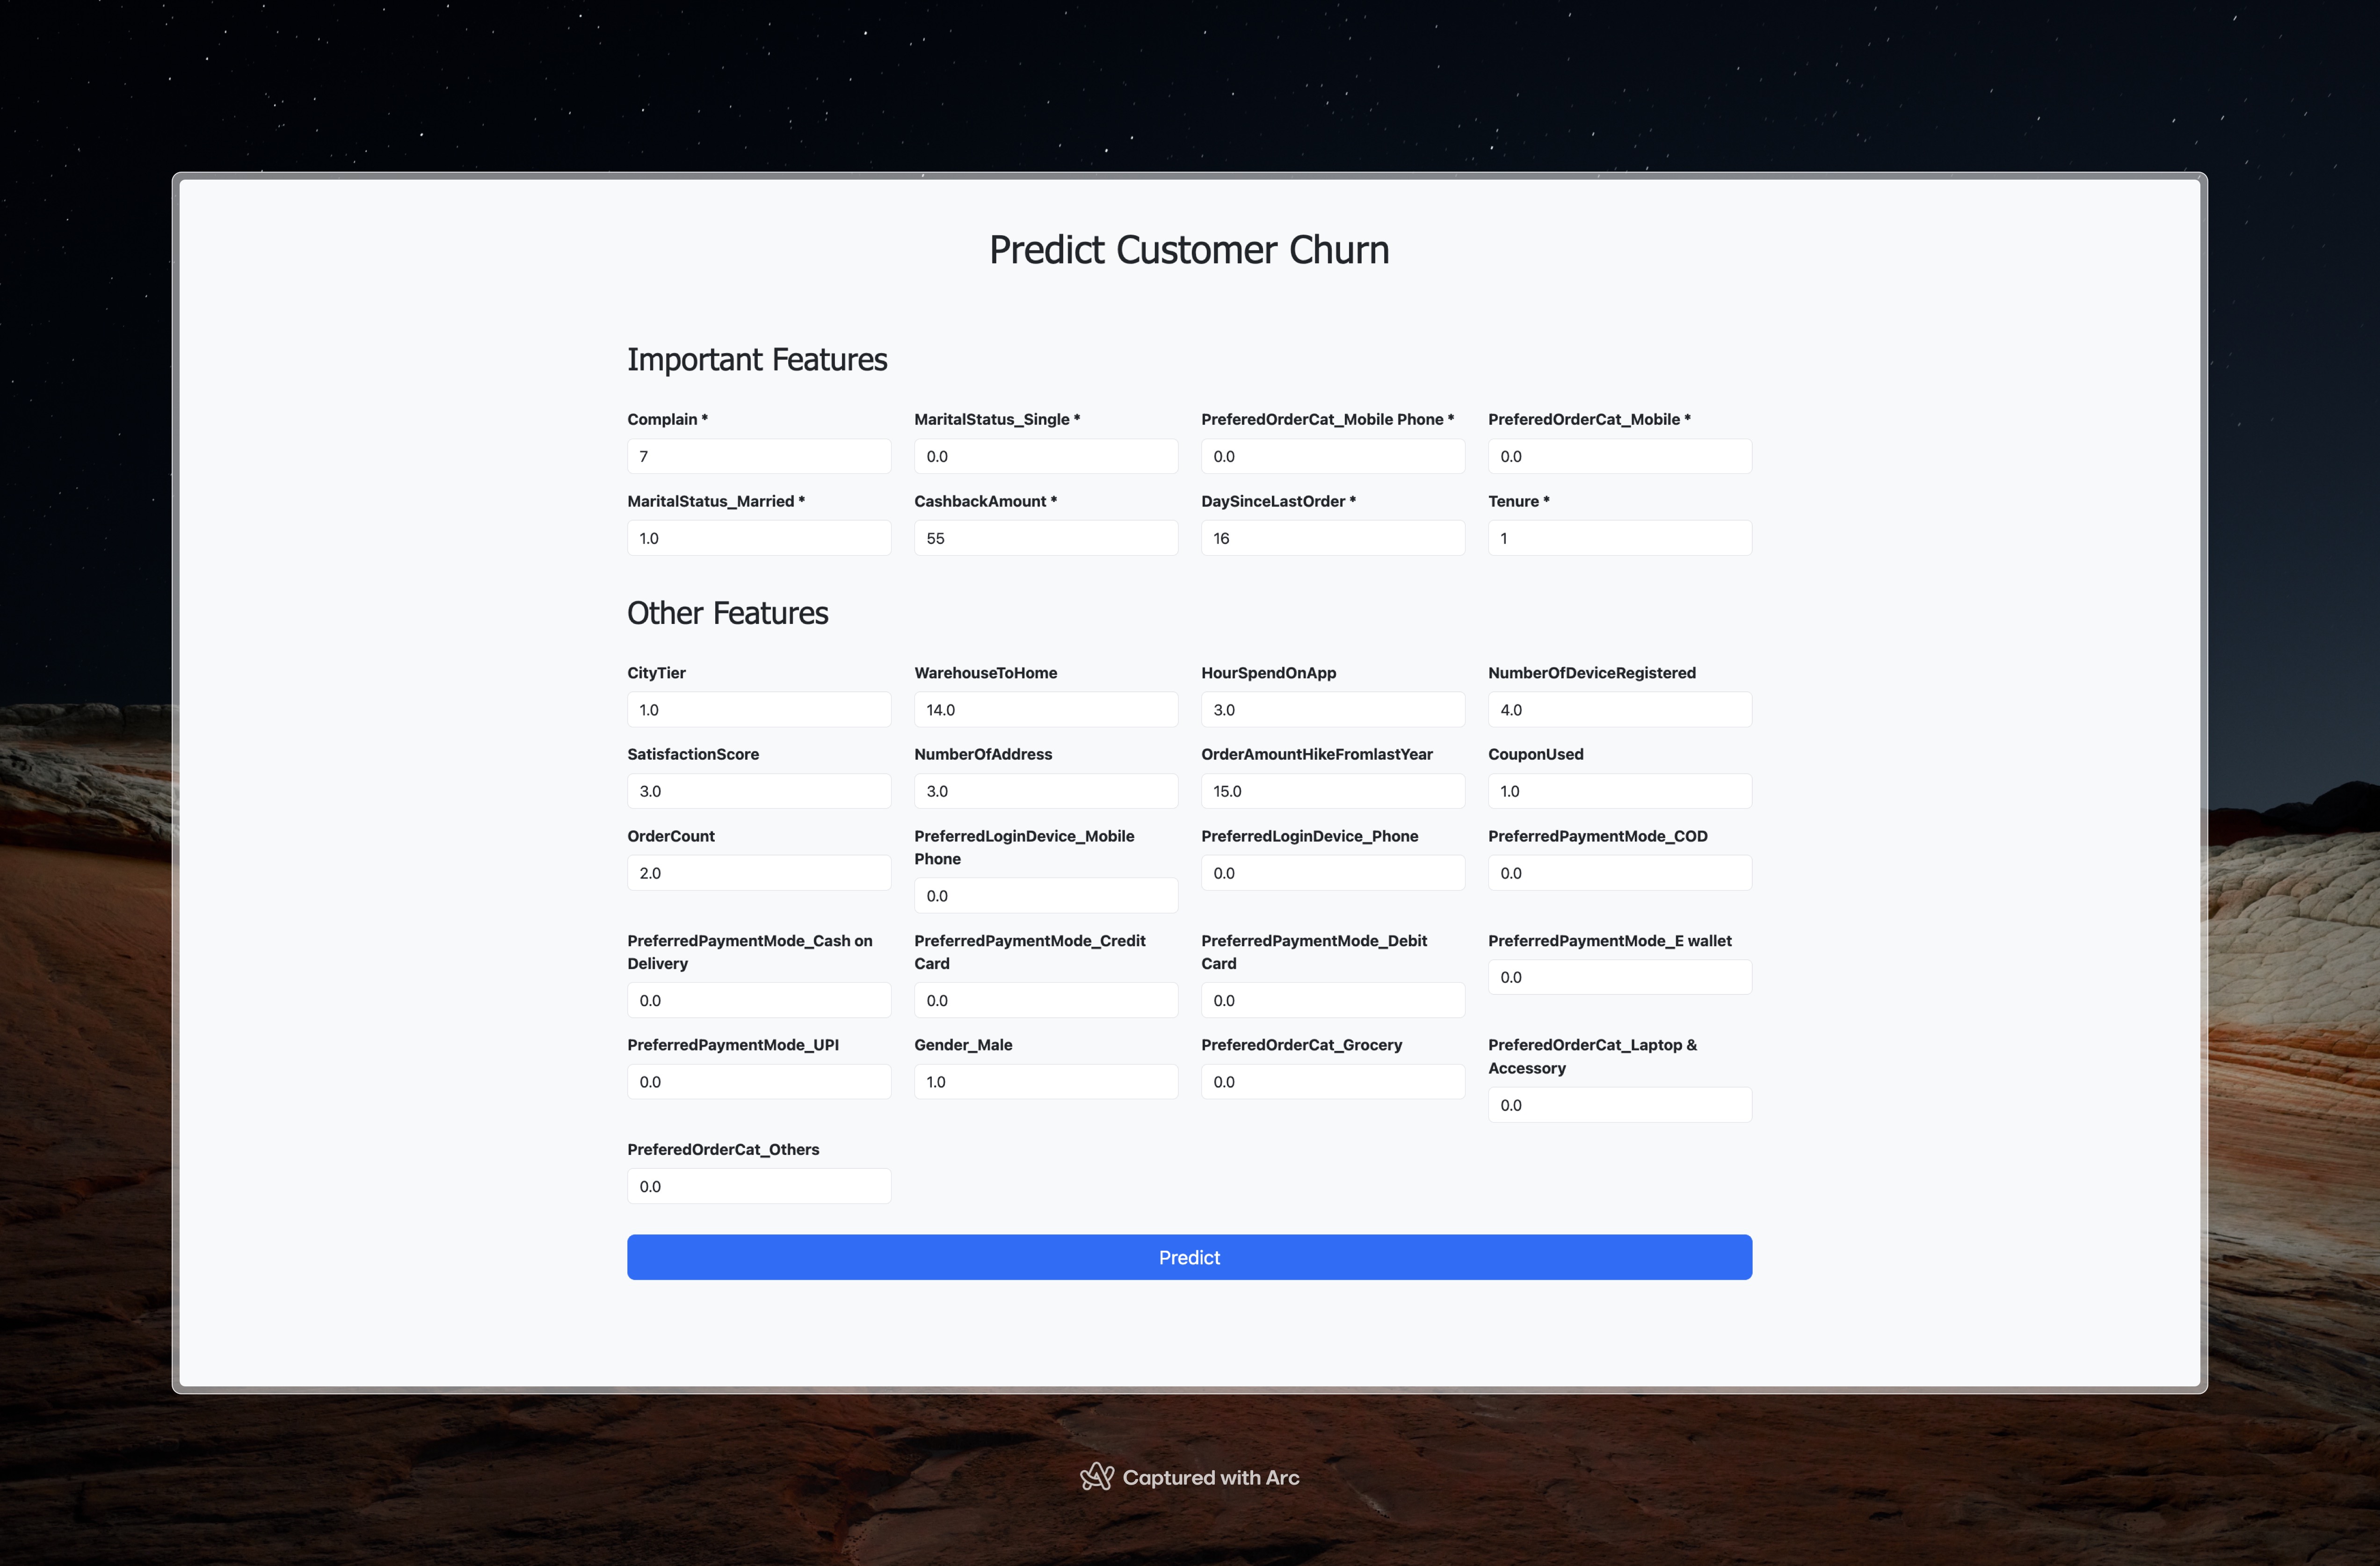 Predict Customer Churn
Important Features
Complain * MaritalStatus_Single * PreferedOrderCat_Mobile Phone * PreferedOrderCat_Mobile *
7 0.0 0.0 0.0
MaritalStatus_Married * CashbackAmount * DaySinceLastOrder * Tenure *
1.0 55 16 1
Other Features
CityTier WarehouseToHome HourSpendOnApp NumberOfDeviceRegistered
1.0 14.0 3.0 4.0
SatisfactionScore NumberOfAddress OrderAmountHikeFromlastYear CouponUsed
3.0 3.0 15.0 1.0
OrderCount PreferredLoginDevice_Mobile PreferredLoginDevice_Phone PreferredPaymentMode_COD
Phone
2.0 0.0 0.0 0.0
PreferredPaymentMode_Cash on PreferredPaymentMode_Credit PreferredPaymentMode_Debit PreferredPaymentMode_E wallet
Delivery Card Card
0.0 0.0 0.0 0.0
PreferredPaymentMode_UPI Gender_Male PreferedOrderCat_Grocery PreferedOrderCat_Laptop &
Accessory
0.0 1.0 0.0 0.0
PreferedOrderCat_Others
0.0
Predict
Captured with Arc